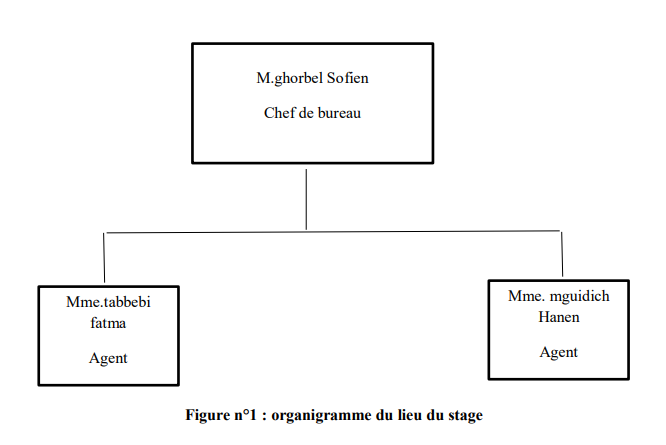 M.ghorbel Sofien
Chef de bureau
Mme.tabbebi
fatma
Agent
Mme. mguidich
Hanen
Agent
Figure n°1 : organigramme du lieu du stage